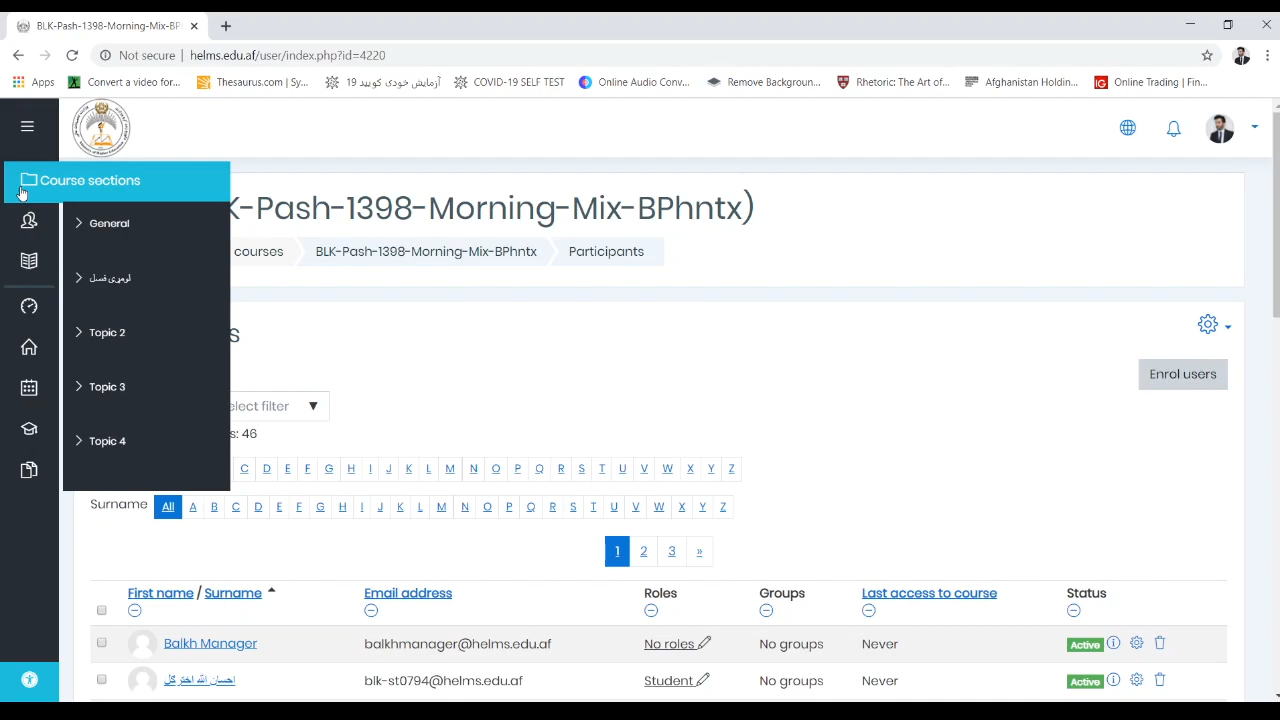 BLK-Pash-1398-Morning-Mix-BP
Not secure | helms.edu.af/user/index.php?id=4220
Apps
Convert a video for...
Thesaurus.com | Sy...
آزمایش خودی کووید 19
COVID-19 SELF TEST
Online Audio Conv...
Remove Backgroun...
Rhetoric: The Art of...
Afghanistan Holdin...
Online Trading | Fin...
Course sections
General
لومړی فصل
Topic 2
Topic 3
Topic 4
K-Pash-1398-Morning-Mix-BPhntx)
courses
BLK-Pash-1398-Morning-Mix-BPhntx
Participants
s
Enrol users
elect filter
s: 46
C D E F G H I J K L M N O P Q R S T U V W X Y Z
Surname All A B C D E F G H I J K L M N O P Q R S T U V W X Y Z
1 2 3 »
First name / Surname Email address Roles Groups Last access to course Status
Balkh Manager balkhmanager@helms.edu.af No roles No groups Never Active
احسان الله اختر ګل blk-st0794@helms.edu.af Student No groups Never Active